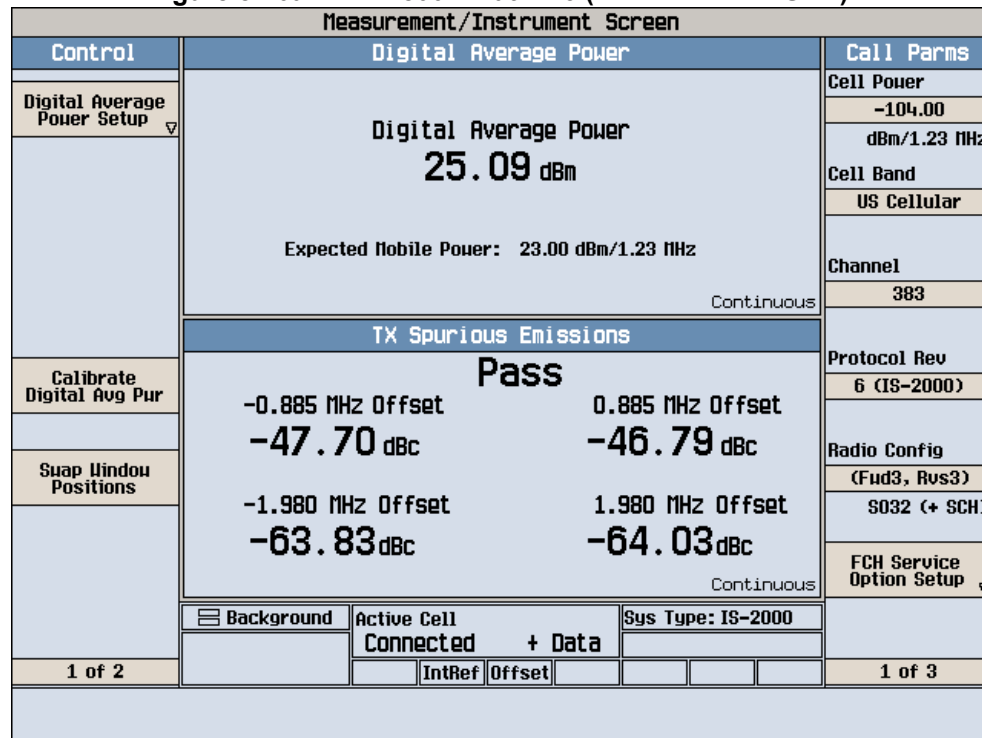 Measurement/Instrument Screen
Control
Digital Average
Power Setup
Calibrate
Digital Avg Pwr
Swap Window
Positions
1 of 2
Digital Average Power
Digital Average Power
25.09 dBm
Expected Mobile Power: 23.00 dBm/1.23 MHz
Continuous
TX Spurious Emissions
Pass
-0.885 MHz Offset
0.885 MHz Offset
-47.70 dBc
-46.79 dBc
-1.980 MHz Offset
1.980 MHz Offset
-63.83 dBc
-64.03 dBc
Continuous
Background
Active Cell
Sys Type: IS-2000
Connected + Data
IntRef
Offset
Call Parms
Cell Power
-104.00
dBm/1.23 MHz
Cell Band
US Cellular
Channel
383
Protocol Rev
6 (IS-2000)
Radio Config
(Fwd3, Rvs3)
SO32 (+ SCH)
FCH Service
Option Setup
1 of 3